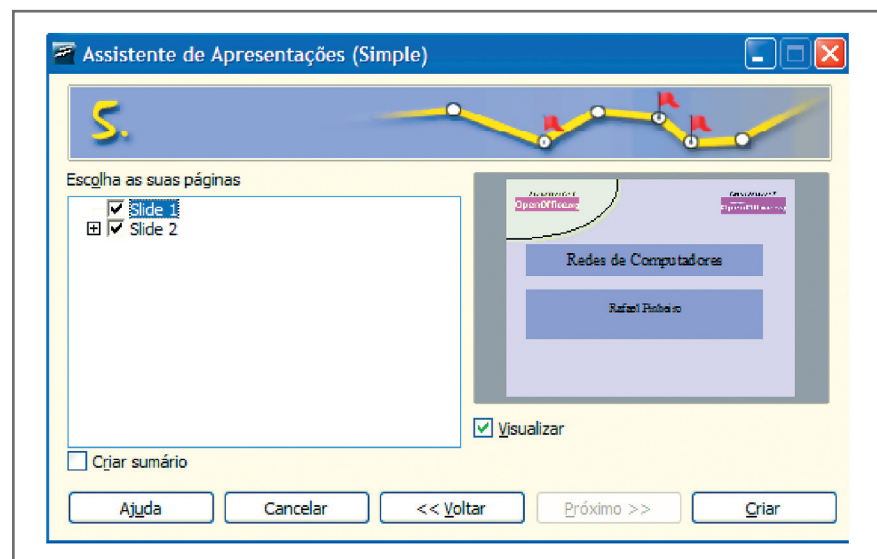 Assistente de Apresentações (Simple)
S.
Escolha as suas páginas
Slide 1
Slide 2
OpenOffice.org
Redes de Computadores
Rafael Pinheiro
Visualizar
Criar sumário
Ajuda
Cancelar
<< Voltar
Próximo >>
Criar